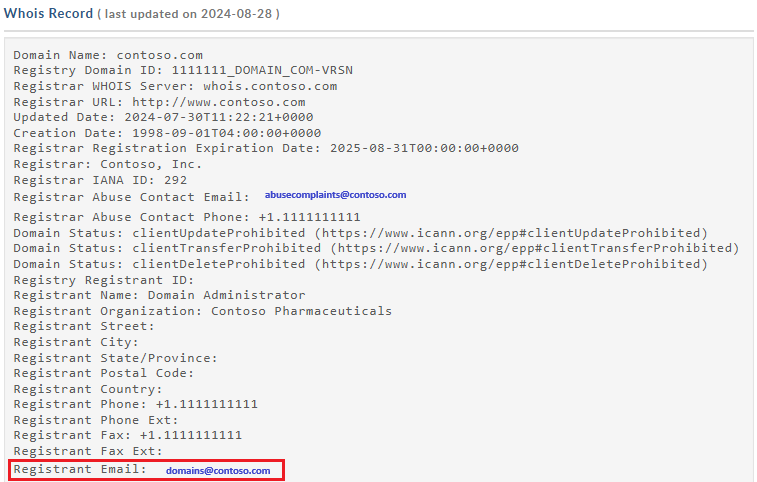 Whois Record ( last updated on 2024-08-28 )
Domain Name: contoso.com
Registry Domain ID: 1111111_DOMAIN_COM-VRSN
Registrar WHOIS Server: whois.contoso.com
Registrar URL: http://www.contoso.com
Updated Date: 2024-07-30T11:22:21+0000
Creation Date: 1998-09-01T04:00:00+0000
Registrar Registration Expiration Date: 2025-08-31T00:00:00+0000
Registrar: Contoso, Inc.
Registrar IANA ID: 292
Registrar Abuse Contact Email: abusecomplaints@contoso.com
Registrar Abuse Contact Phone: +1.1111111111
Domain Status: clientUpdateProhibited (https://www.icann.org/epp#clientUpdateProhibited)
Domain Status: clientTransferProhibited (https://www.icann.org/epp#clientTransferProhibited)
Domain Status: clientDeleteProhibited (https://www.icann.org/epp#clientDeleteProhibited)
Registry Registrant ID:
Registrant Name: Domain Administrator
Registrant Organization: Contoso Pharmaceuticals
Registrant Street:
Registrant City:
Registrant State/Province:
Registrant Postal Code:
Registrant Country:
Registrant Phone: +1.1111111111
Registrant Phone Ext:
Registrant Fax: +1.1111111111
Registrant Fax Ext:
Registrant Email: domains@contoso.com